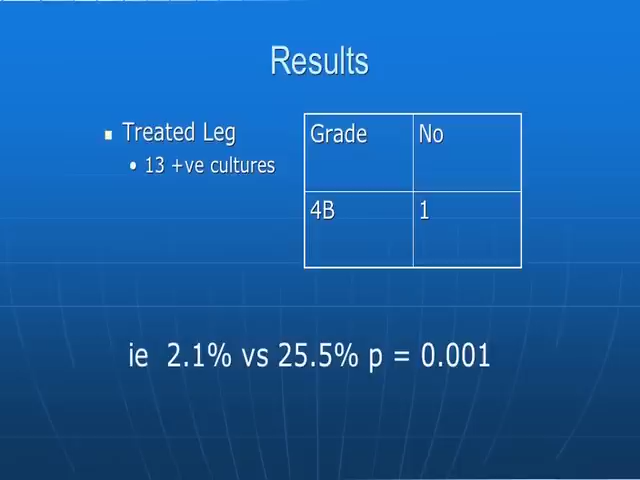 Results
Treated Leg
13 +ve cultures
Grade No
4B 1
ie 2.1% vs 25.5% p = 0.001